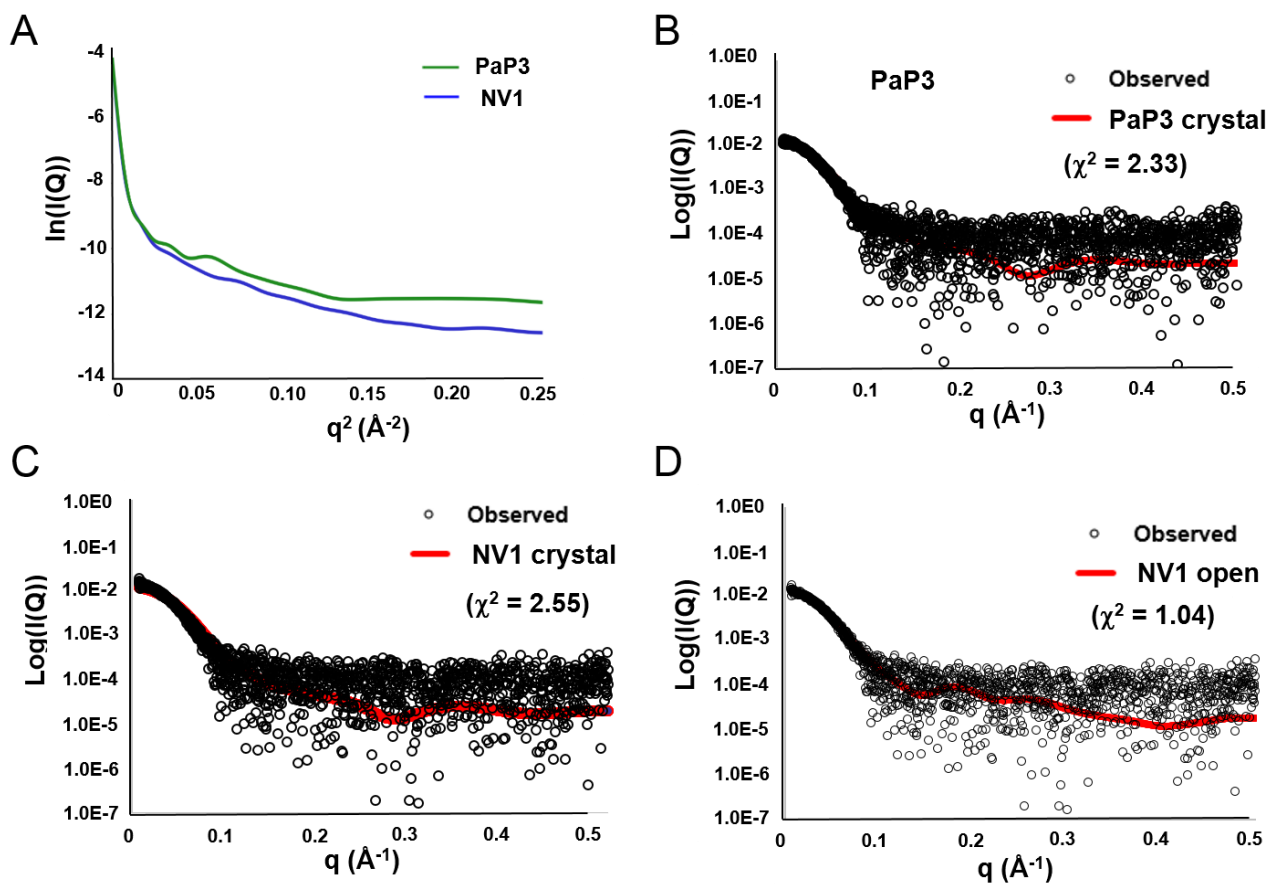 A
ln(I(Q))
-4
-6
-8
-10
-12
-14
PaP3
NV1
0 0.05 0.10 0.15 0.20 0.25
q² (Å⁻²)
B
Log(I(Q))
1.0E0
1.0E-1
1.0E-2
1.0E-3
1.0E-4
1.0E-5
1.0E-6
1.0E-7
PaP3
Observed
PaP3 crystal
(χ² = 2.33)
0 0.1 0.2 0.3 0.4 0.5
q (Å⁻¹)
C
Log(I(Q))
1.0E0
1.0E-1
1.0E-2
1.0E-3
1.0E-4
1.0E-5
1.0E-6
1.0E-7
Observed
NV1 crystal
(χ² = 2.55)
0 0.1 0.2 0.3 0.4 0.5
q (Å⁻¹)
D
Log(I(Q))
1.0E0
1.0E-1
1.0E-2
1.0E-3
1.0E-4
1.0E-5
1.0E-6
1.0E-7
Observed
NV1 open
(χ² = 1.04)
0 0.1 0.2 0.3 0.4 0.5
q (Å⁻¹)